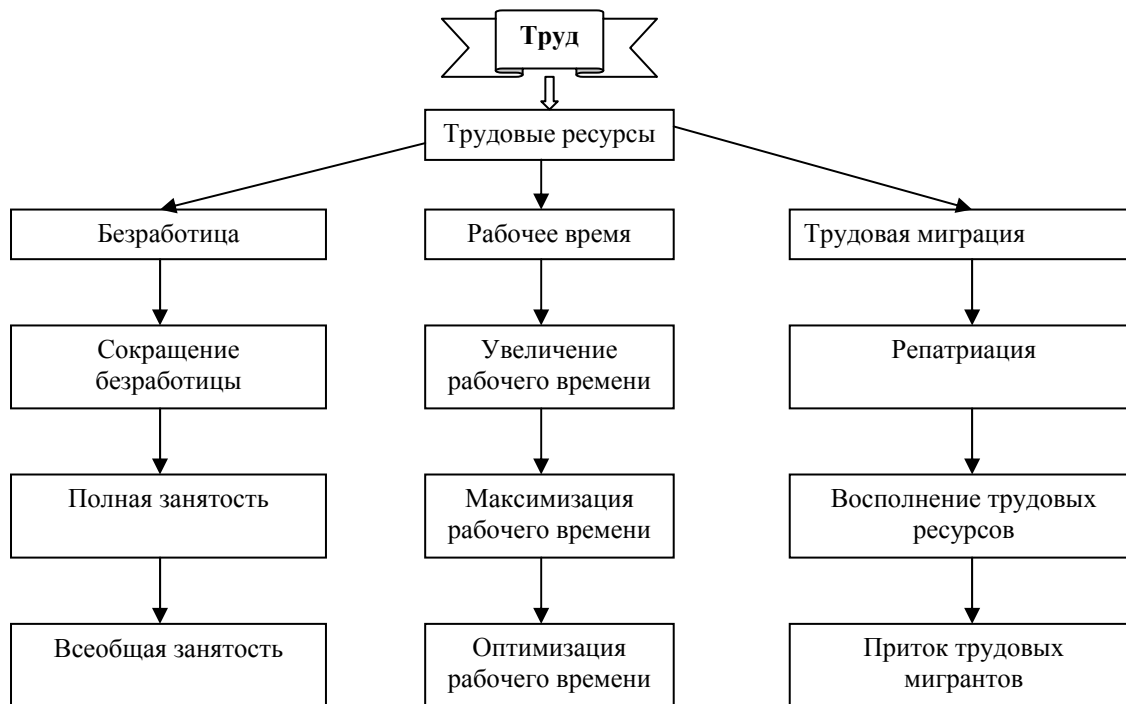 Труд
Трудовые ресурсы
Безработица
Рабочее время
Трудовая миграция
Сокращение
безработицы
Увеличение
рабочего времени
Репатриация
Полная занятость
Максимизация
рабочего времени
Восполнение трудовых
ресурсов
Всеобщая занятость
Оптимизация
рабочего времени
Приток трудовых
мигрантов